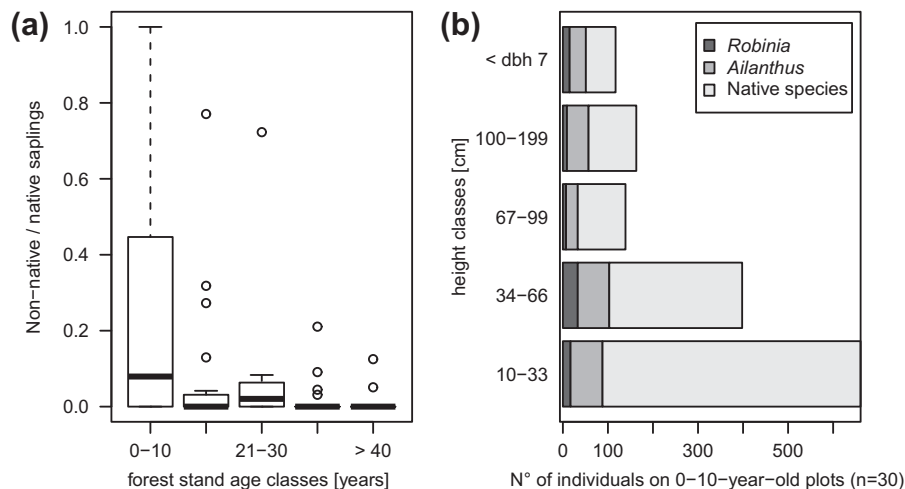 (a)
Non−native / native saplings
1.0
0.8
0.6
0.4
0.2
0.0
0−10
21−30
> 40
forest stand age classes [years]
(b)
height classes [cm]
< dbh 7
100−199
67−99
34−66
10−33
Robinia
Ailanthus
Native species
0
100
300
500
N° of individuals on 0−10−year−old plots (n=30)